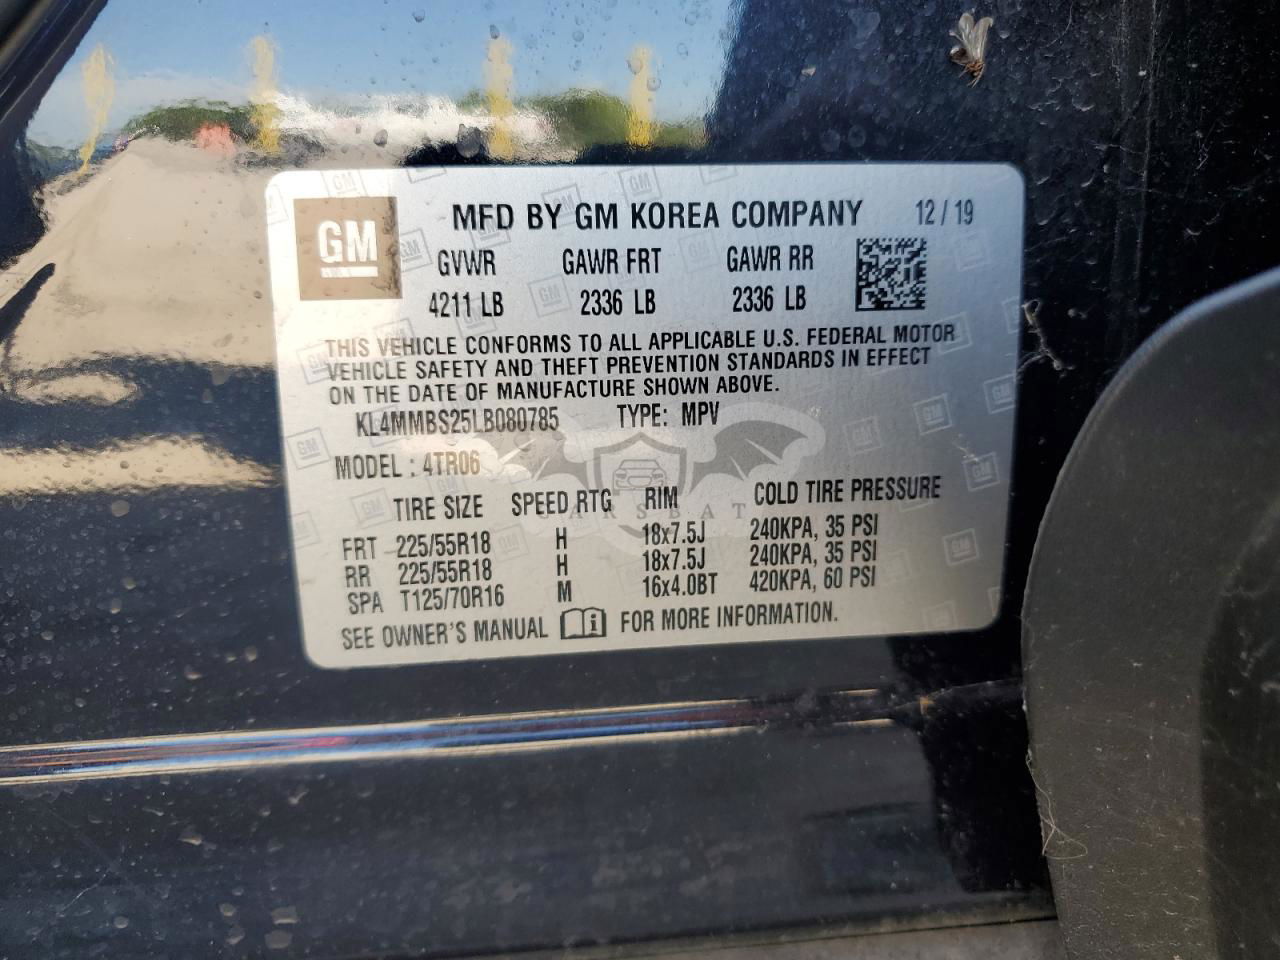 GM
MFD BY GM KOREA COMPANY 12/19
GVWR GAWR FRT GAWR RR
4211 LB 2336 LB 2336 LB
THIS VEHICLE CONFORMS TO ALL APPLICABLE U.S. FEDERAL MOTOR
VEHICLE SAFETY AND THEFT PREVENTION STANDARDS IN EFFECT
ON THE DATE OF MANUFACTURE SHOWN ABOVE.
KL4MMBS25LB080785 TYPE: MPV
MODEL : 4TR06
TIRE SIZE SPEED RTG RIM COLD TIRE PRESSURE
FRT 225/55R18 H 18x7.5J 240KPA, 35 PSI
RR 225/55R18 H 18x7.5J 240KPA, 35 PSI
SPA T125/70R16 M 16x4.0BT 420KPA, 60 PSI
SEE OWNER'S MANUAL i FOR MORE INFORMATION.
CARSBAT